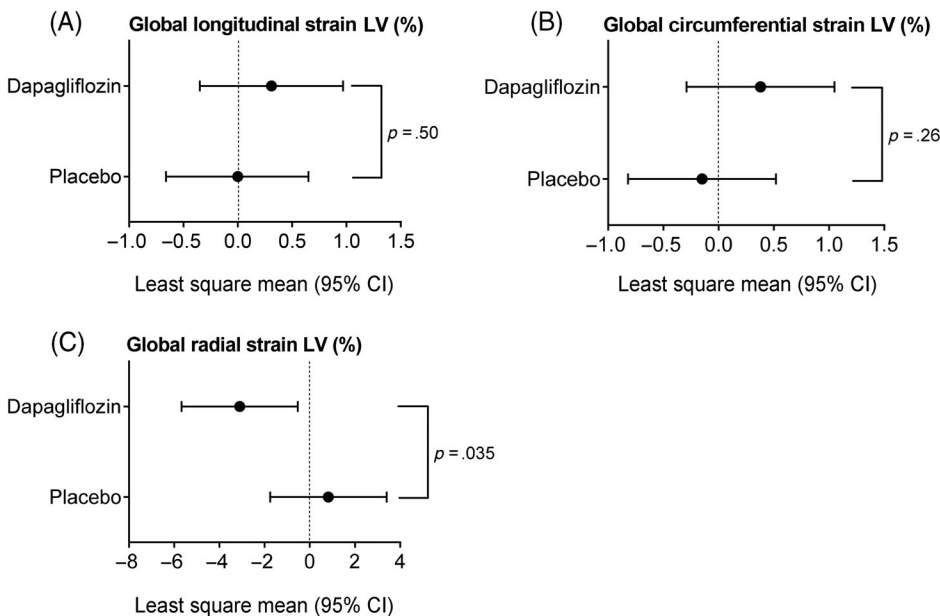 (A) Global longitudinal strain LV (%)
Dapagliflozin
p = .50
Placebo
−1.0 −0.5 0.0 0.5 1.0 1.5
Least square mean (95% CI)
(B) Global circumferential strain LV (%)
Dapagliflozin
p = .26
Placebo
−1.0 −0.5 0.0 0.5 1.0 1.5
Least square mean (95% CI)
(C) Global radial strain LV (%)
Dapagliflozin
p = .035
Placebo
−8 −6 −4 −2 0 2 4
Least square mean (95% CI)